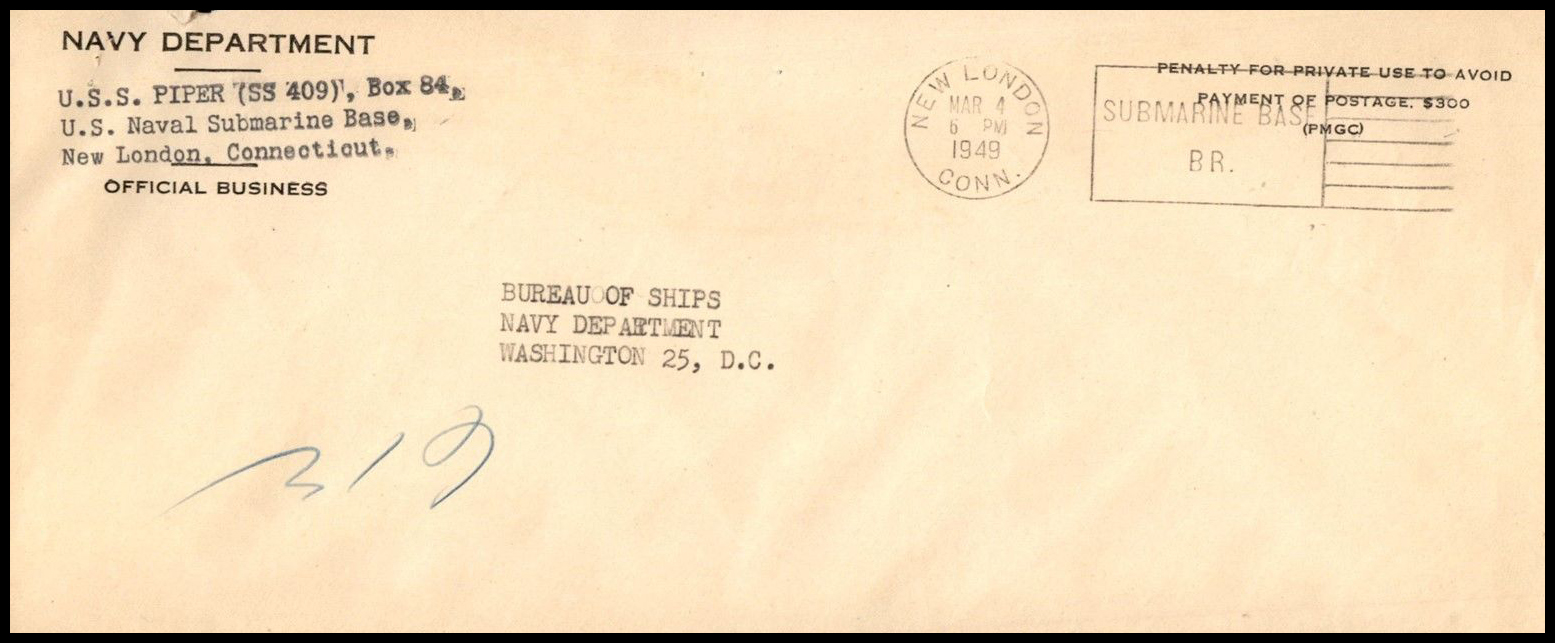 NAVY DEPARTMENT
U.S.S. PIPER (SS 409), Box 84,
U.S. Naval Submarine Base,
New London, Connecticut.
OFFICIAL BUSINESS
NEW LONDON
MAR 4
6 PM
1949
CONN.
SUBMARINE BASE
BR.
PENALTY FOR PRIVATE USE TO AVOID
PAYMENT OF POSTAGE, $300
(PMGC)
BUREAU OF SHIPS
NAVY DEPARTMENT
WASHINGTON 25, D.C.